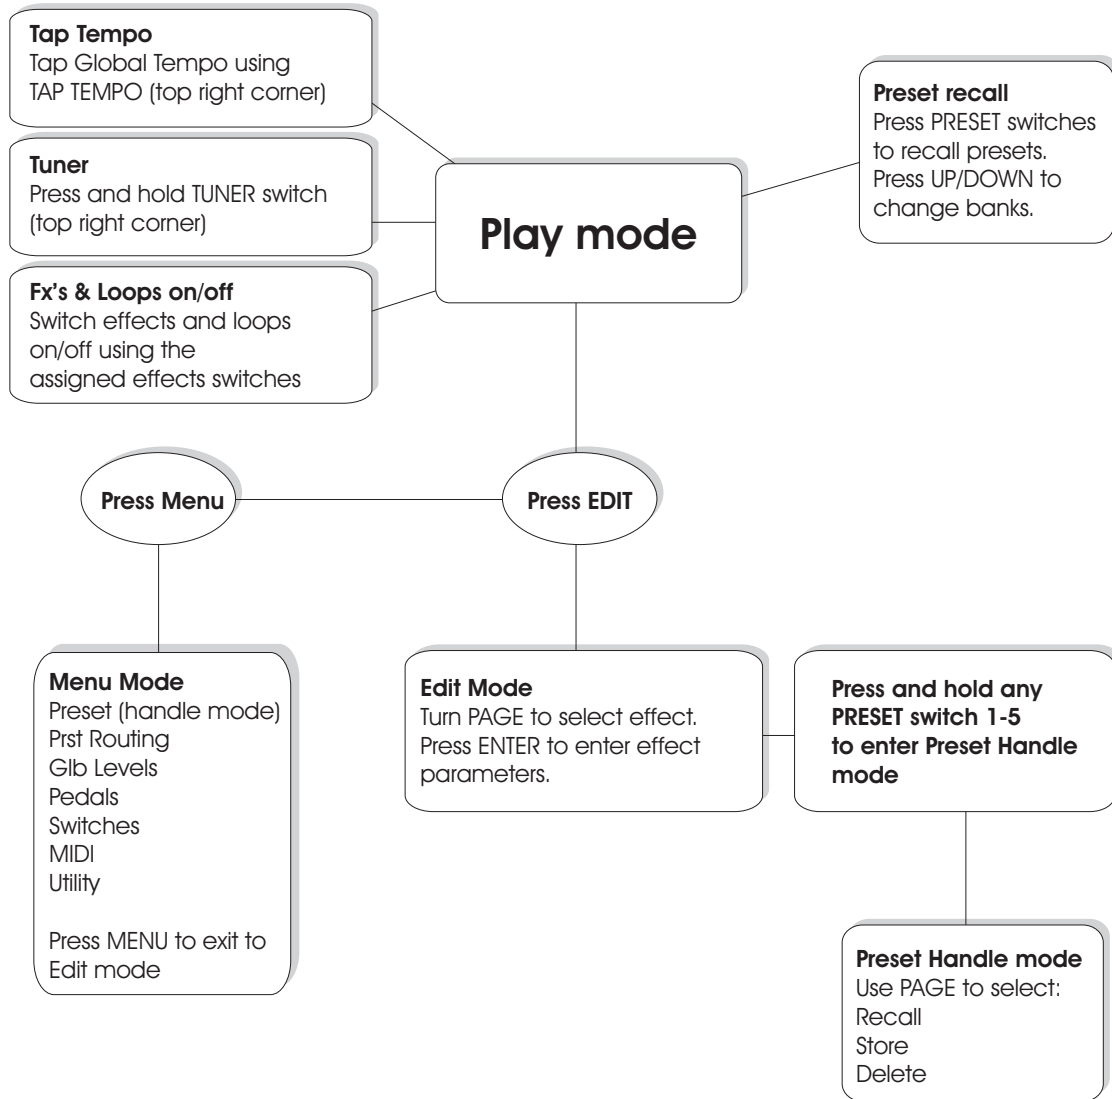 Tap Tempo
Tap Global Tempo using
TAP TEMPO (top right corner)
Tuner
Press and hold TUNER switch
(top right corner)
Fx's & Loops on/off
Switch effects and loops
on/off using the
assigned effects switches
Play mode
Preset recall
Press PRESET switches
to recall presets.
Press UP/DOWN to
change banks.
Press Menu
Press EDIT
Menu Mode
Preset (handle mode)
Prst Routing
Glb Levels
Pedals
Switches
MIDI
Utility
Press MENU to exit to
Edit mode
Edit Mode
Turn PAGE to select effect.
Press ENTER to enter effect
parameters.
Press and hold any
PRESET switch 1-5
to enter Preset Handle
mode
Preset Handle mode
Use PAGE to select:
Recall
Store
Delete